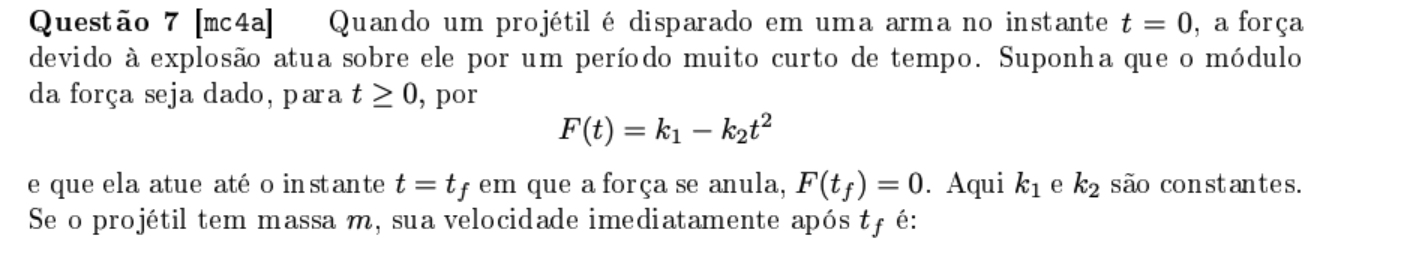 Questão 7 [mc4a] Quando um projétil é disparado em uma arma no instante t = 0, a força
devido à explosão atua sobre ele por um período muito curto de tempo. Suponha que o módulo
da força seja dado, para t ≥ 0, por
F(t) = k₁ − k₂t²
e que ela atue até o instante t = t_f em que a força se anula, F(t_f) = 0. Aqui k₁ e k₂ são constantes.
Se o projétil tem massa m, sua velocidade imediatamente após t_f é: